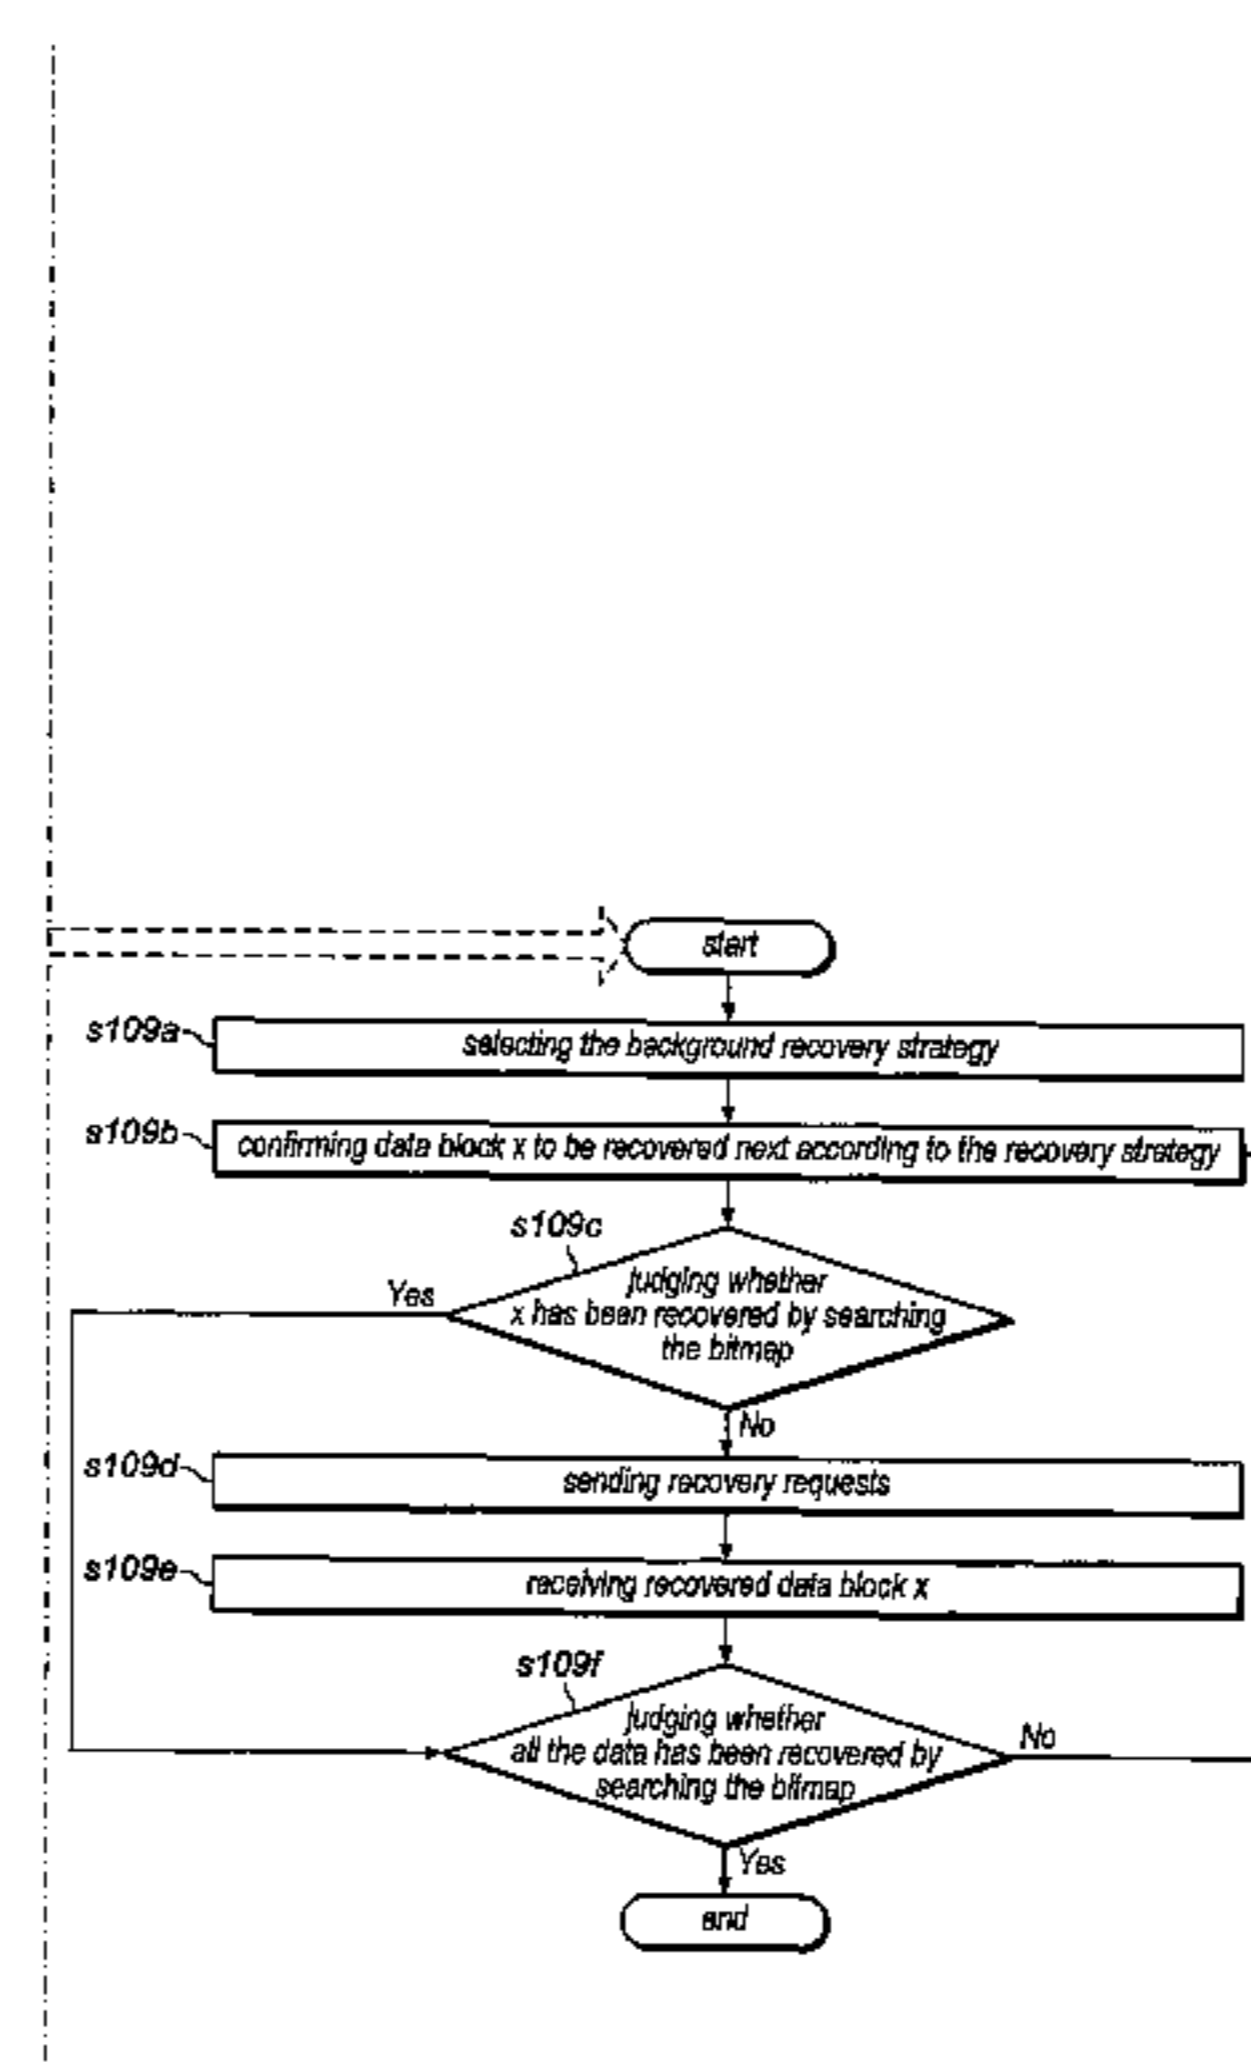 start
s109a
selecting the background recovery strategy
s109b
confirming data block x to be recovered next according to the recovery strategy
s109c
judging whether
x has been recovered by searching
the bitmap
Yes
No
s109d
sending recovery requests
s109e
receiving recovered data block x
s109f
judging whether
all the data has been recovered by
searching the bitmap
No
Yes
end